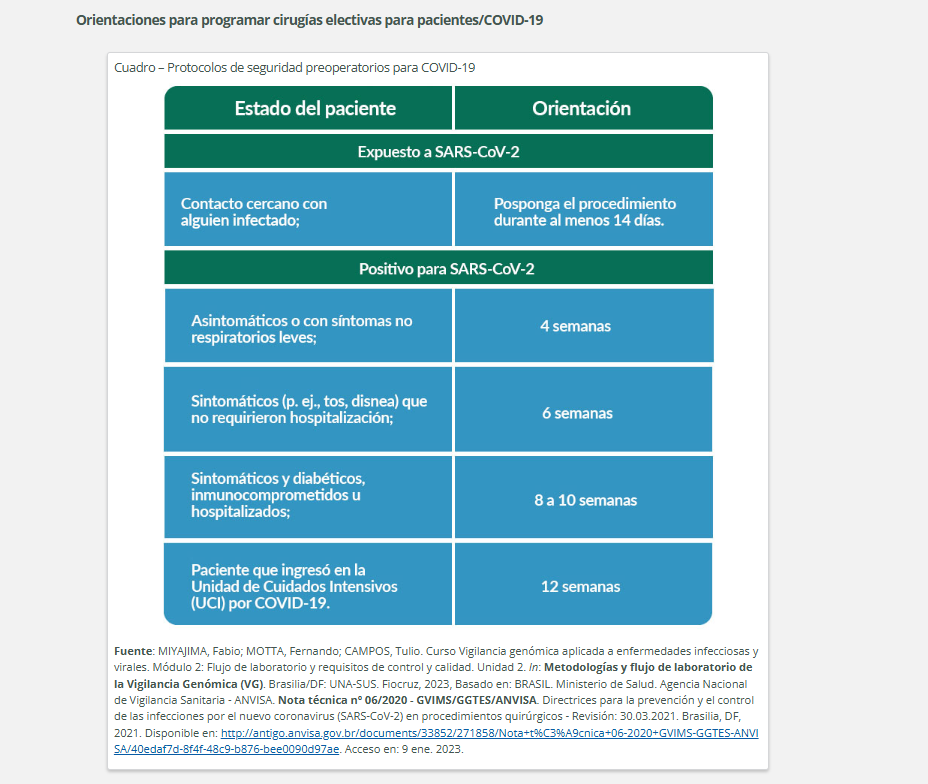 Orientaciones para programar cirugías electivas para pacientes/COVID-19
Cuadro – Protocolos de seguridad preoperatorios para COVID-19
Estado del paciente
Orientación
Expuesto a SARS-CoV-2
Contacto cercano con
alguien infectado;
Posponga el procedimiento
durante al menos 14 días.
Positivo para SARS-CoV-2
Asintomáticos o con síntomas no
respiratorios leves;
4 semanas
Sintomáticos (p. ej., tos, disnea) que
no requirieron hospitalización;
6 semanas
Sintomáticos y diabéticos,
inmunocomprometidos u
hospitalizados;
8 a 10 semanas
Paciente que ingresó en la
Unidad de Cuidados Intensivos
(UCI) por COVID-19.
12 semanas
Fuente: MIYAJIMA, Fabio; MOTTA, Fernando; CAMPOS, Tulio. Curso Vigilancia genómica aplicada a enfermedades infecciosas y
virales. Módulo 2: Flujo de laboratorio y requisitos de control y calidad. Unidad 2. In: Metodologías y flujo de laboratorio de
la Vigilancia Genómica (VG). Brasilia/DF: UNA-SUS. Fiocruz, 2023, Basado en: BRASIL. Ministerio de Salud. Agencia Nacional
de Vigilancia Sanitaria - ANVISA. Nota técnica nº 06/2020 - GVIMS/GGTES/ANVISA. Directrices para la prevención y el control
de las infecciones por el nuevo coronavirus (SARS-CoV-2) en procedimientos quirúrgicos - Revisión: 30.03.2021. Brasilia, DF,
2021. Disponible en: http://antigo.anvisa.gov.br/documents/33852/271858/Nota+t%C3%A9cnica+06-2020+GVIMS-GGTES-ANVI
SA/40edaf7d-8f4f-48c9-b876-bee0090d97ae. Acceso en: 9 ene. 2023.